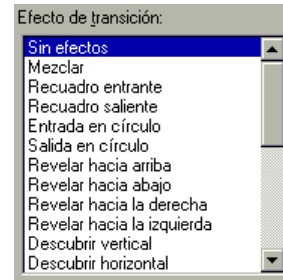 Efecto de transición:
Sin efectos
Mezclar
Recuadro entrante
Recuadro saliente
Entrada en círculo
Salida en círculo
Revelar hacia arriba
Revelar hacia abajo
Revelar hacia la derecha
Revelar hacia la izquierda
Descubrir vertical
Descubrir horizontal